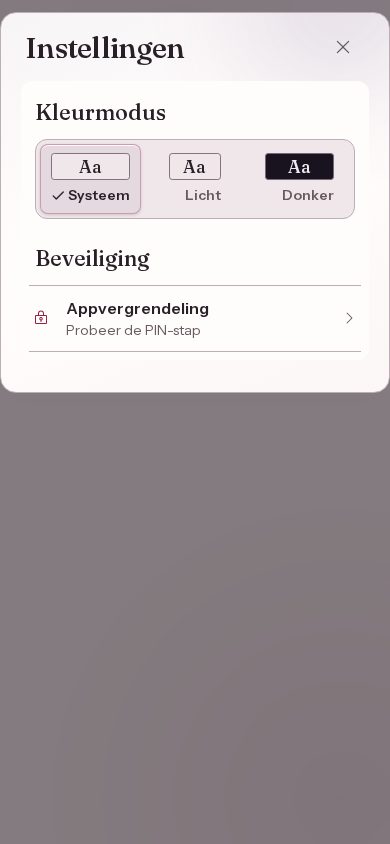 Instellingen
Kleurmodus
Aa Aa Aa
Systeem Licht Donker
Beveiliging
Appvergrendeling
Probeer de PIN-stap